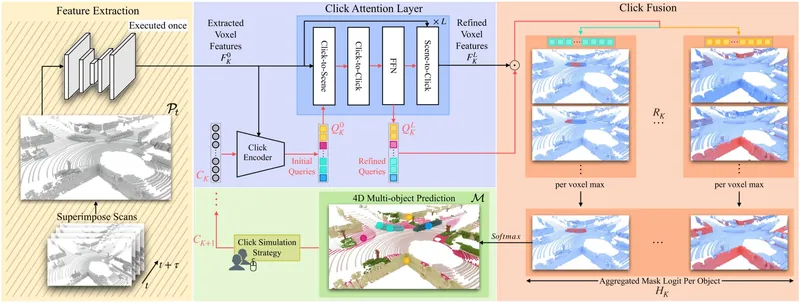 Feature Extraction
Executed once
P_t
Superimpose Scans
t
t + τ
Click Attention Layer
Extracted
Voxel
Features
F_K^0
× L
Click-to-Scene
Click-to-Click
FFN
Scene-to-Click
Refined
Voxel
Features
F_K^L
C_K
Click
Encoder
Q_K^0
Initial
Queries
Q_K^L
Refined
Queries
C_{K+1}
Click Simulation
Strategy
4D Multi-object Prediction
M
Softmax
Click Fusion
R_K
...
per voxel max
per voxel max
...
Aggregated Mask Logit Per Object
H_K